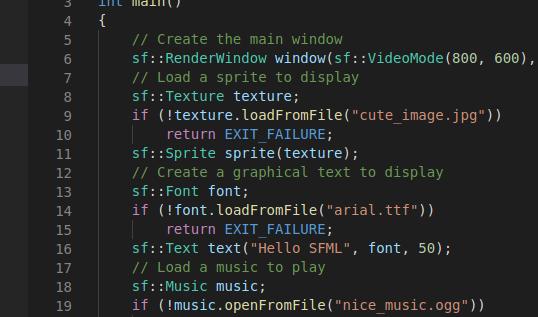 3 int main()
4 {
5 // Create the main window
6 sf::RenderWindow window(sf::VideoMode(800, 600),
7 // Load a sprite to display
8 sf::Texture texture;
9 if (!texture.loadFromFile("cute_image.jpg"))
10 return EXIT_FAILURE;
11 sf::Sprite sprite(texture);
12 // Create a graphical text to display
13 sf::Font font;
14 if (!font.loadFromFile("arial.ttf"))
15 return EXIT_FAILURE;
16 sf::Text text("Hello SFML", font, 50);
17 // Load a music to play
18 sf::Music music;
19 if (!music.openFromFile("nice_music.ogg"))